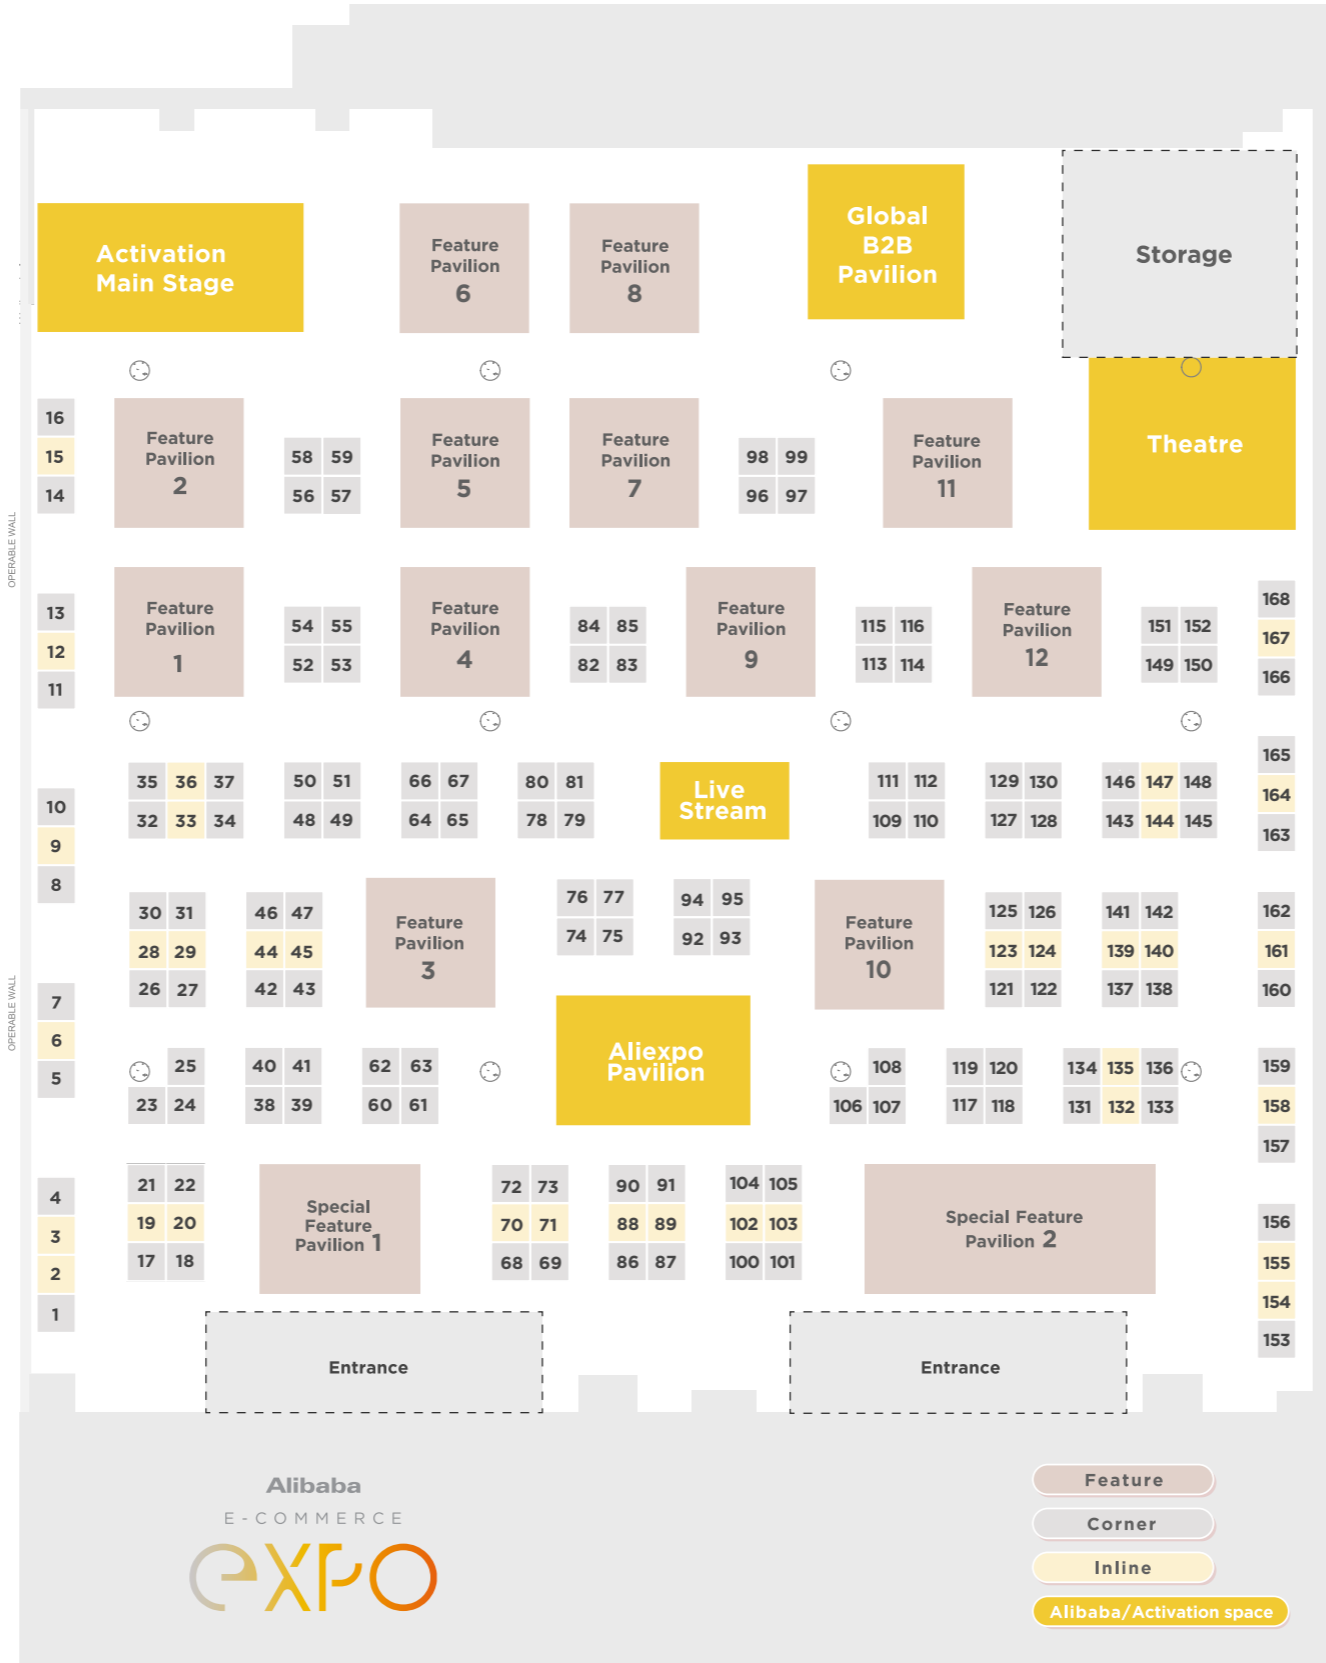 Activation
Main Stage
Feature
Pavilion
6
Feature
Pavilion
8
Global
B2B
Pavilion
Storage
Theatre
16
15
14
Feature
Pavilion
2
58 59
56 57
Feature
Pavilion
5
Feature
Pavilion
7
98 99
96 97
Feature
Pavilion
11
OPERABLE WALL
13
12
11
Feature
Pavilion
1
54 55
52 53
Feature
Pavilion
4
84 85
82 83
Feature
Pavilion
9
115 116
113 114
Feature
Pavilion
12
151 152
149 150
168
167
166
10
9
8
35 36 37
32 33 34
50 51
48 49
66 67
64 65
80 81
78 79
Live
Stream
111 112
109 110
129 130
127 128
146 147 148
143 144 145
165
164
163
30 31
28 29
26 27
46 47
44 45
42 43
Feature
Pavilion
3
76 77
74 75
94 95
92 93
Feature
Pavilion
10
125 126
123 124
121 122
141 142
139 140
137 138
162
161
160
OPERABLE WALL
7
6
5
25
23 24
40 41
38 39
62 63
60 61
Aliexpo
Pavilion
108
106 107
119 120
117 118
134 135 136
131 132 133
159
158
157
4
3
2
1
21 22
19 20
17 18
Special
Feature
Pavilion 1
72 73
70 71
68 69
90 91
88 89
86 87
104 105
102 103
100 101
Special Feature
Pavilion 2
156
155
154
153
Entrance
Entrance
Alibaba
E-COMMERCE
eXPO
Feature
Corner
Inline
Alibaba/Activation space